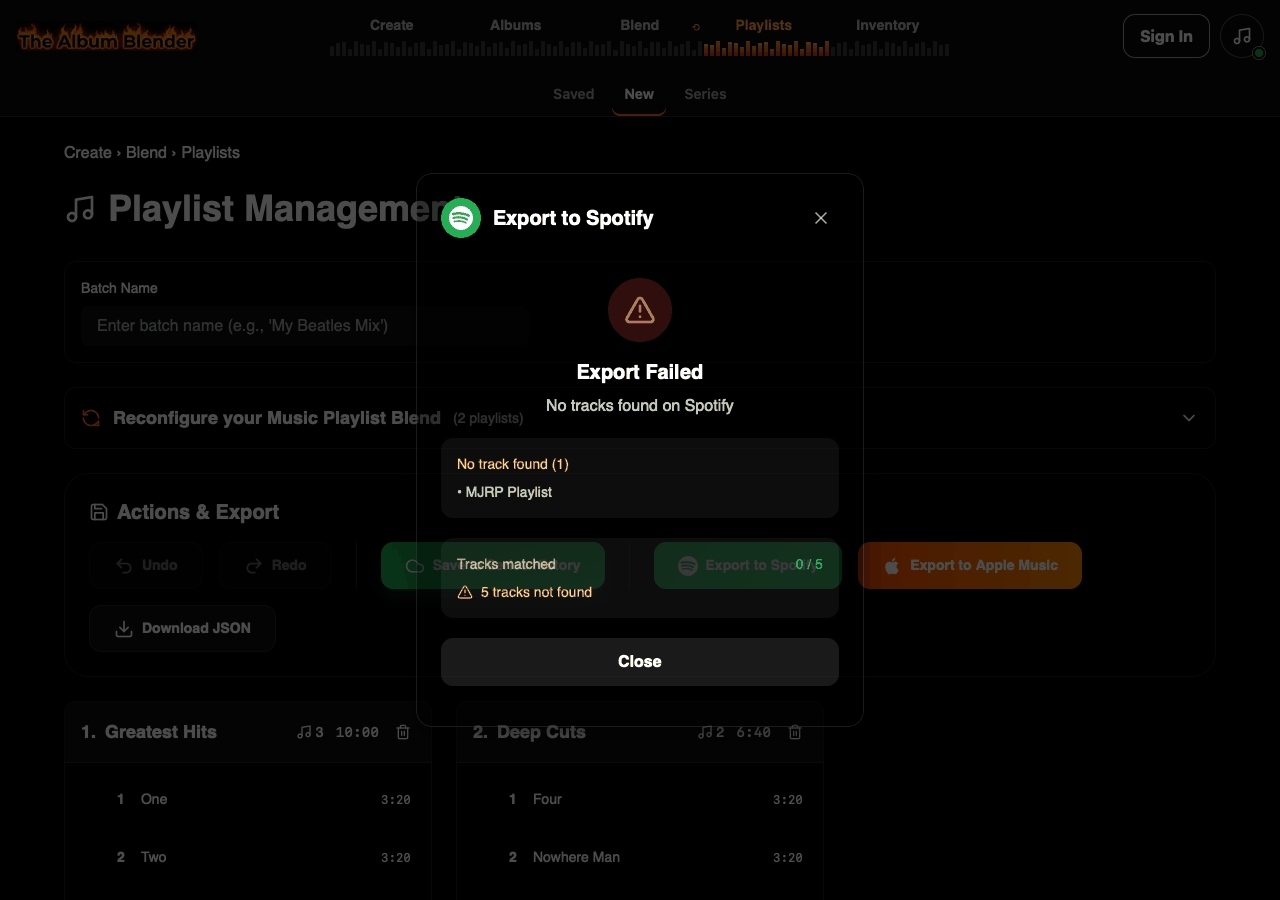 The Album Blender
Create
Albums
Blend
Playlists
Inventory
Sign In
Saved
New
Series
Create › Blend › Playlists
Playlist Managemen
Export to Spotify
Batch Name
Enter batch name (e.g., 'My Beatles Mix')
Export Failed
No tracks found on Spotify
Reconfigure your Music Playlist Blend (2 playlists)
No track found (1)
• MJRP Playlist
Actions & Export
Undo
Redo
Export to Spotify
Export to Apple Music
Download JSON
Tracks matched
0 / 5
5 tracks not found
Close
1. Greatest Hits
3 10:00
2. Deep Cuts
2 6:40
1 One 3:20
1 Four 3:20
2 Two 3:20
2 Nowhere Man 3:20